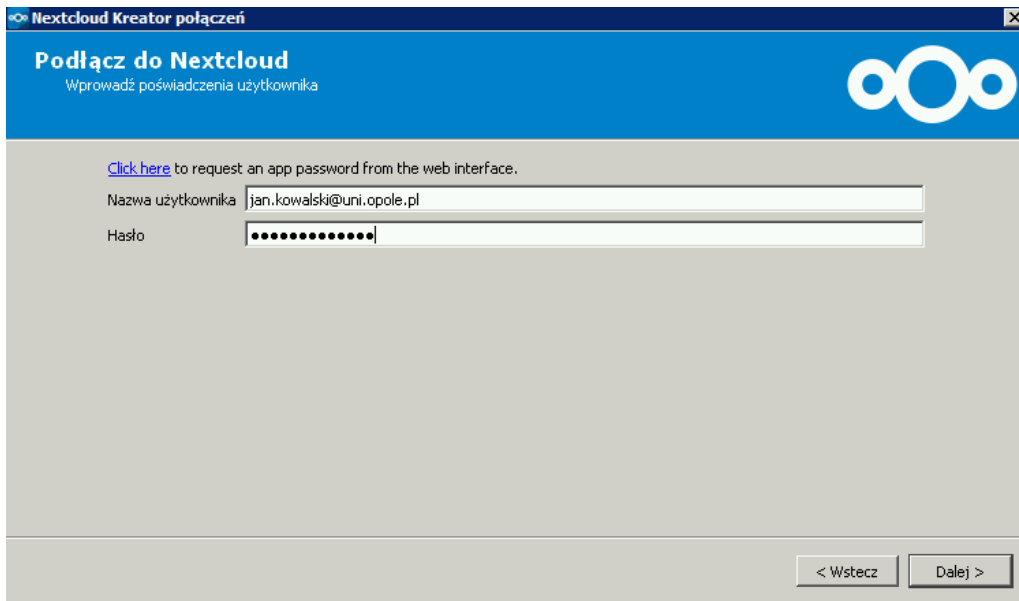 Nextcloud Kreator połączeń
Podłącz do Nextcloud
Wprowadź poświadczenia użytkownika
Click here to request an app password from the web interface.
Nazwa użytkownika jan.kowalski@uni.opole.pl
Hasło •••••••••••••
< Wstecz Dalej >